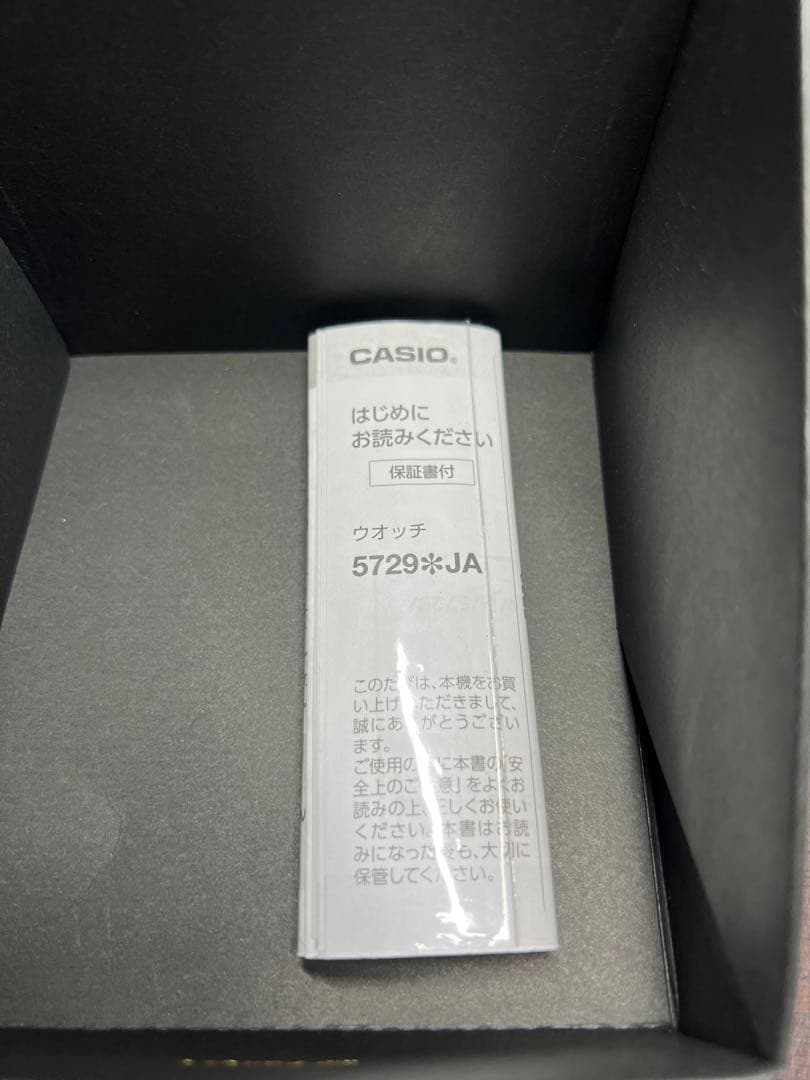 CASIO®
はじめに
お読みください
保証書付
ウオッチ
5729✻JA
このたびは、本機をお買
い上げいただきまして、
誠にありがとうござい
ます。
ご使用の前に本書の「安
全上のご注意」をよくお
読みの上、正しくお使い
ください。本書はお読
みになった後も、大切に
保管してください。